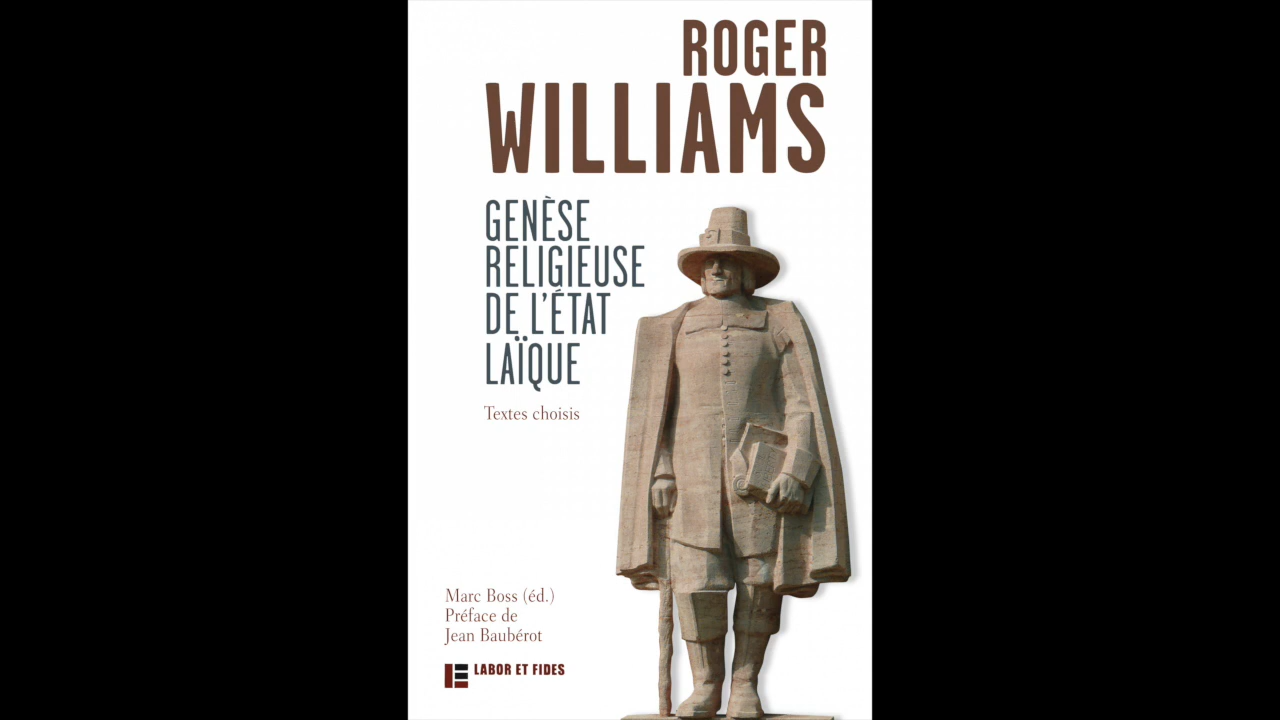 ROGER
WILLIAMS
GENÈSE
RELIGIEUSE
DE L'ÉTAT
LAÏQUE
Textes choisis
Marc Boss (éd.)
Préface de
Jean Baubérot
LABOR ET FIDES